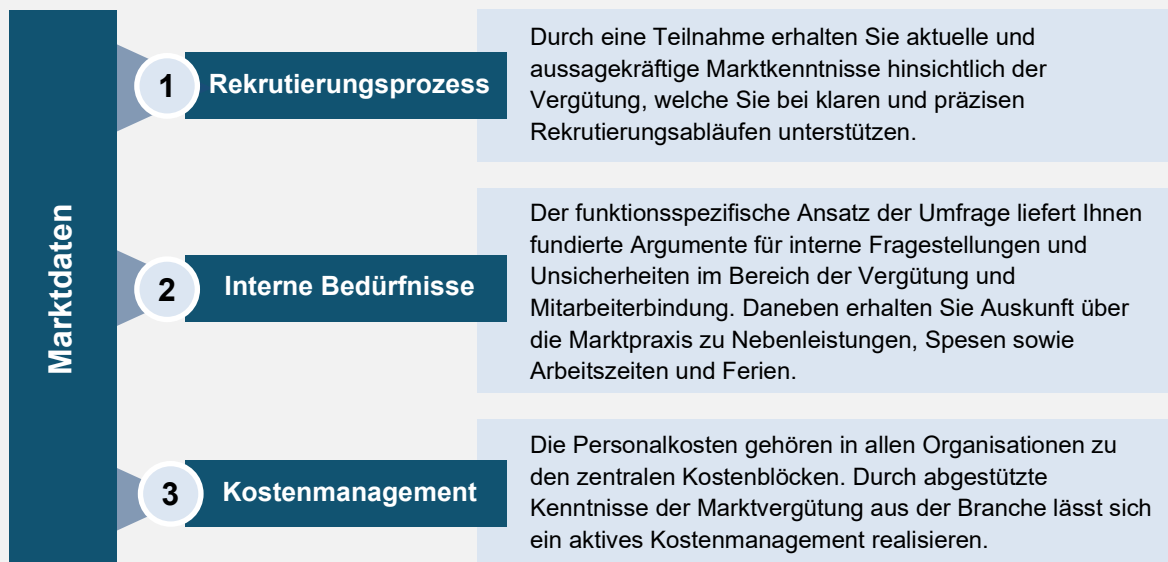 Marktdaten
1
Rekrutierungsprozess
Durch eine Teilnahme erhalten Sie aktuelle und
aussagekräftige Marktkenntnisse hinsichtlich der
Vergütung, welche Sie bei klaren und präzisen
Rekrutierungsabläufen unterstützen.
2
Interne Bedürfnisse
Der funktionsspezifische Ansatz der Umfrage liefert Ihnen
fundierte Argumente für interne Fragestellungen und
Unsicherheiten im Bereich der Vergütung und
Mitarbeiterbindung. Daneben erhalten Sie Auskunft über
die Marktpraxis zu Nebenleistungen, Spesen sowie
Arbeitszeiten und Ferien.
3
Kostenmanagement
Die Personalkosten gehören in allen Organisationen zu
den zentralen Kostenblöcken. Durch abgestützte
Kenntnisse der Marktvergütung aus der Branche lässt sich
ein aktives Kostenmanagement realisieren.